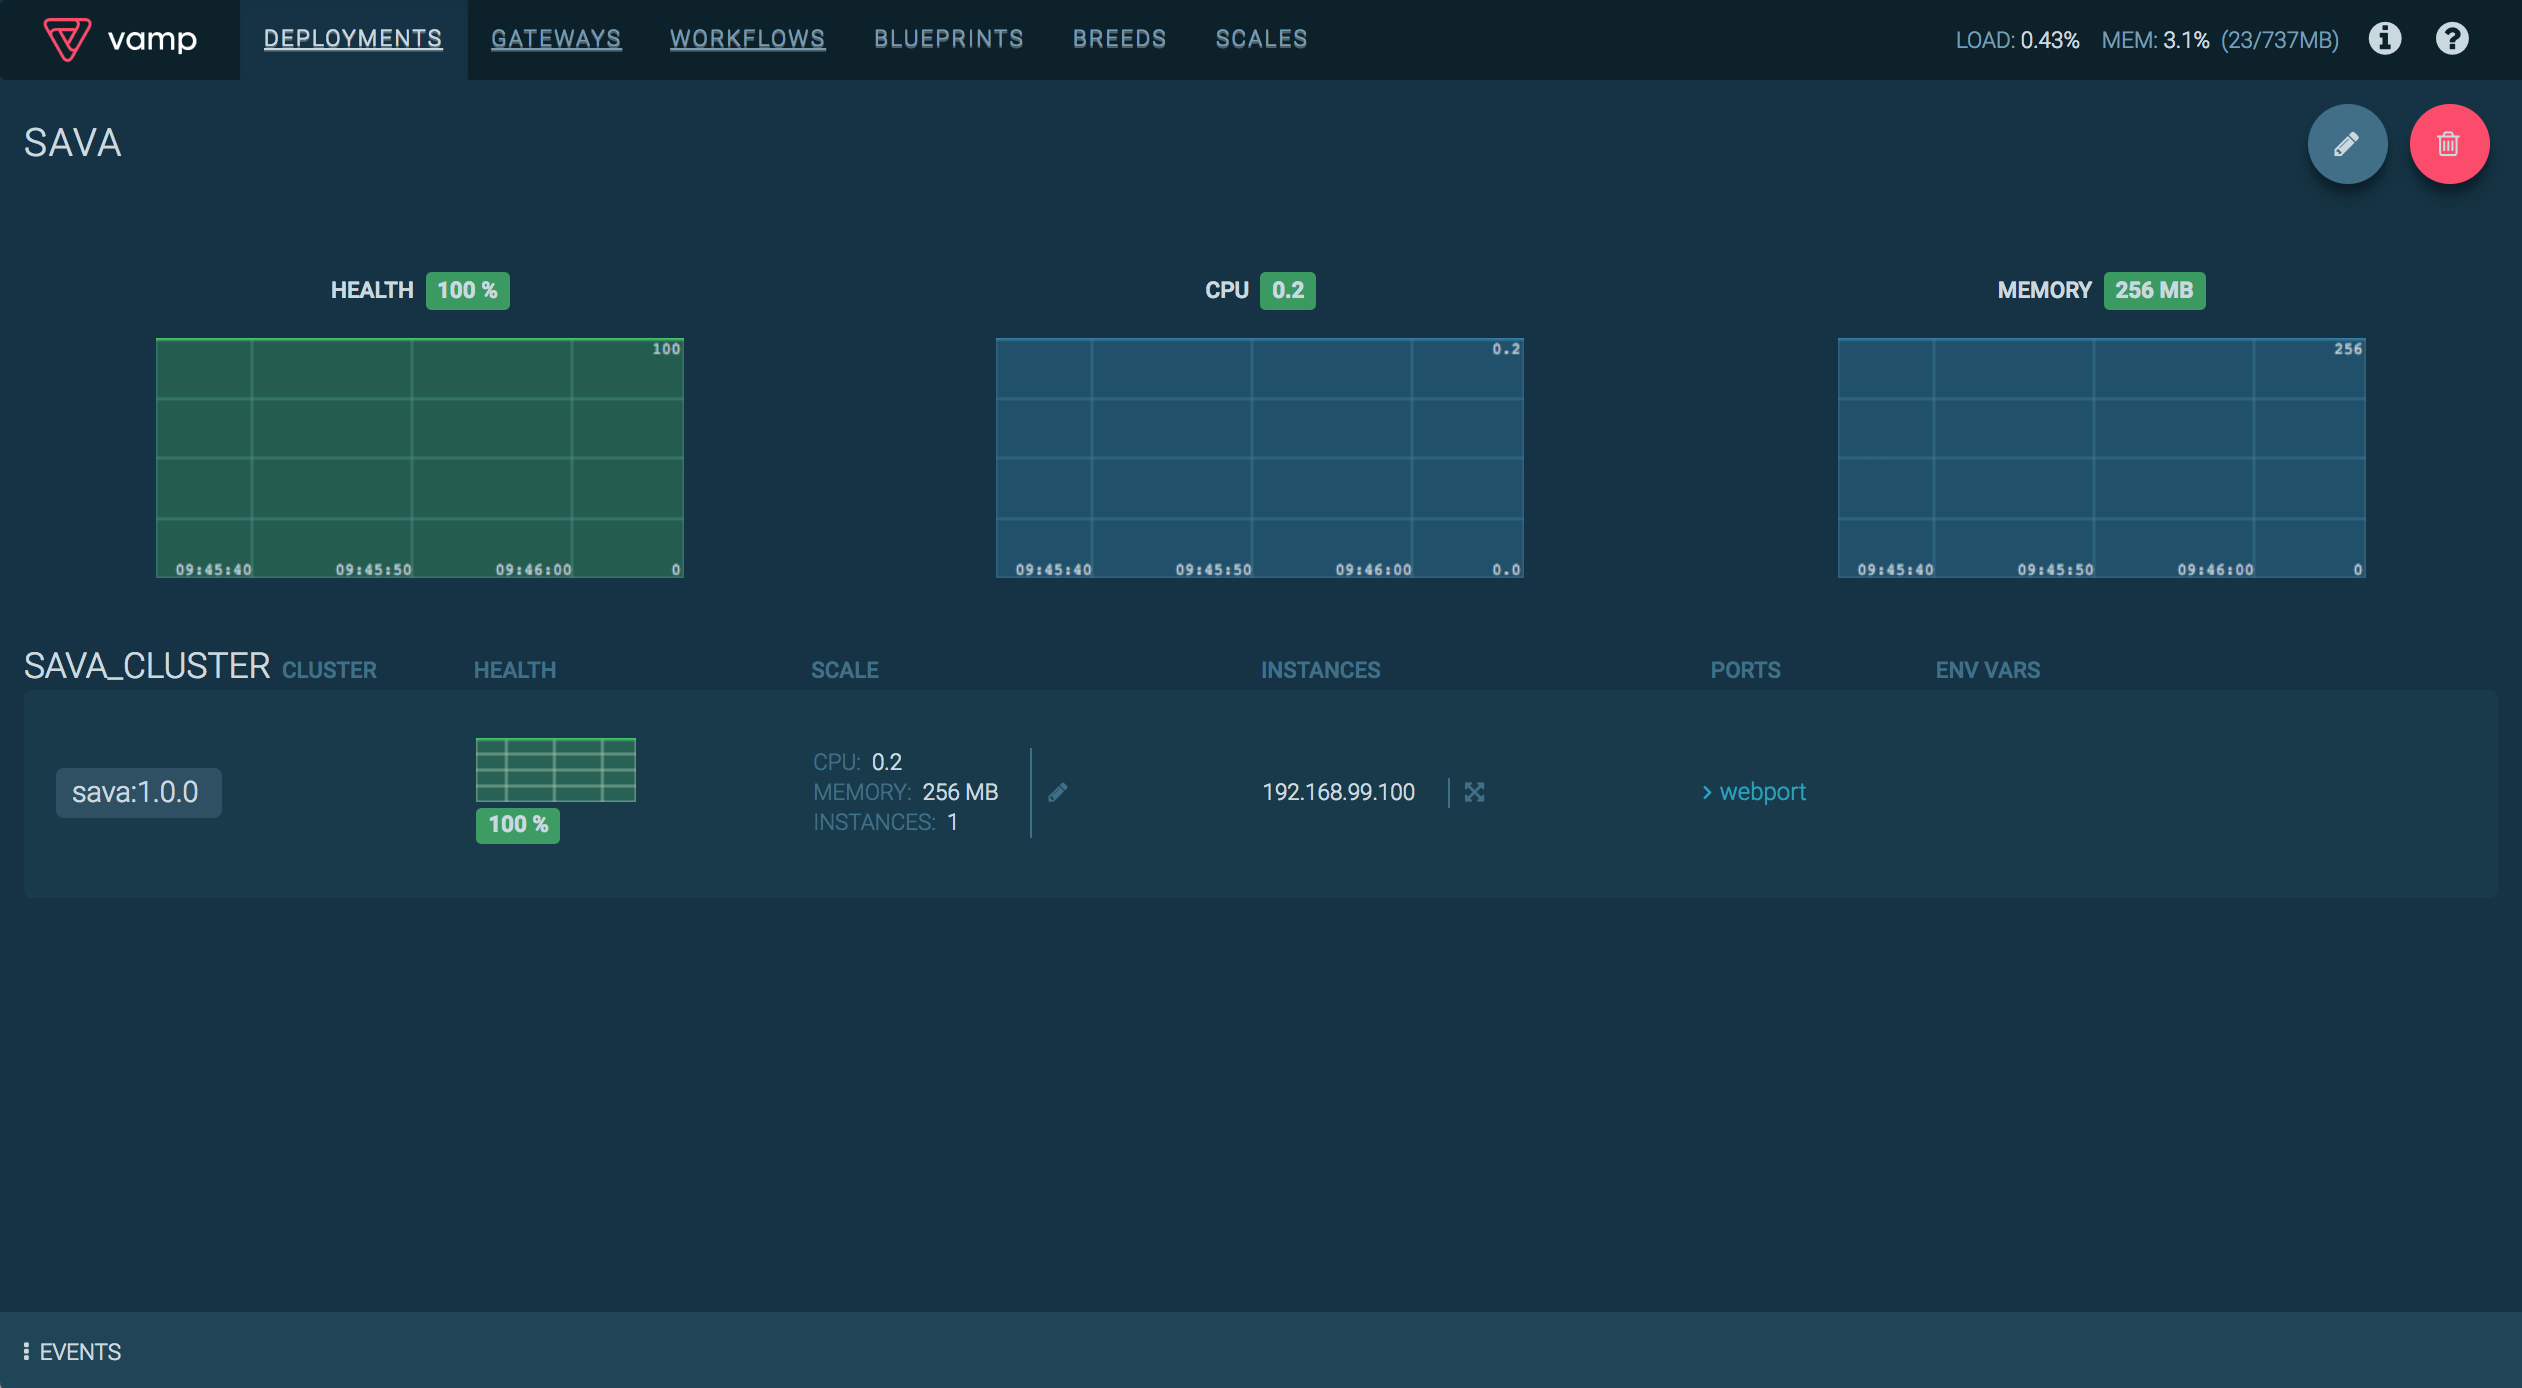 vamp DEPLOYMENTS GATEWAYS WORKFLOWS BLUEPRINTS BREEDS SCALES LOAD: 0.43% MEM: 3.1% (23/737MB)
SAVA
HEALTH 100 % CPU 0.2 MEMORY 256 MB
100 0.2 256
09:45:40 09:45:50 09:46:00 0 09:45:40 09:45:50 09:46:00 0.0 09:45:40 09:45:50 09:46:00 0
SAVA_CLUSTER CLUSTER HEALTH SCALE INSTANCES PORTS ENV VARS
CPU: 0.2
sava:1.0.0 MEMORY: 256 MB 192.168.99.100 webport
100 % INSTANCES: 1
EVENTS